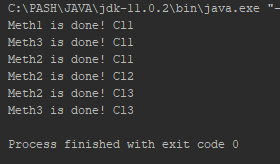 C:\PASH\JAVA\jdk-11.0.2\bin\java.exe "-
Meth1 is done! Cl1
Meth3 is done! Cl1
Meth2 is done! Cl1
Meth2 is done! Cl2
Meth2 is done! Cl3
Meth3 is done! Cl3
Process finished with exit code 0